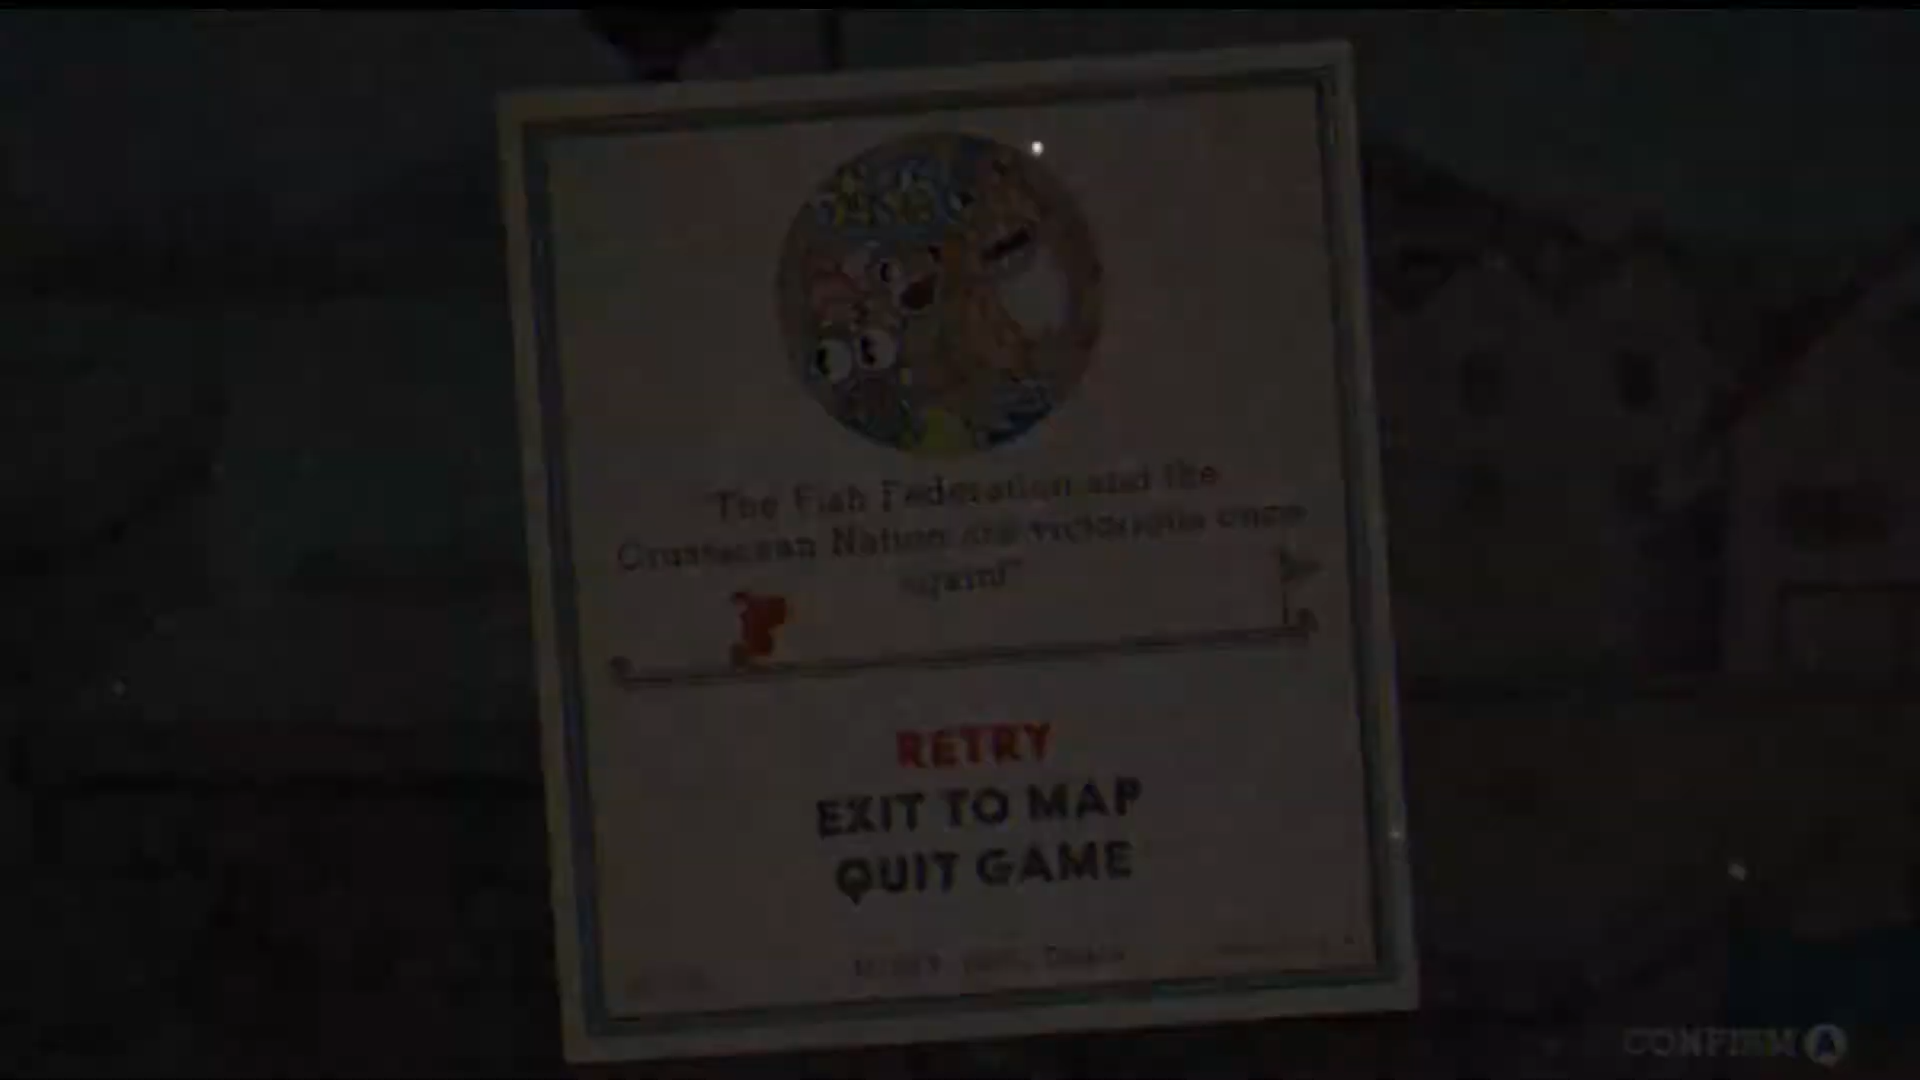 "The Fish Federation and the
Crustacean Nation are victorious once
again!"
RETRY
EXIT TO MAP
QUIT GAME
CONFIRM A